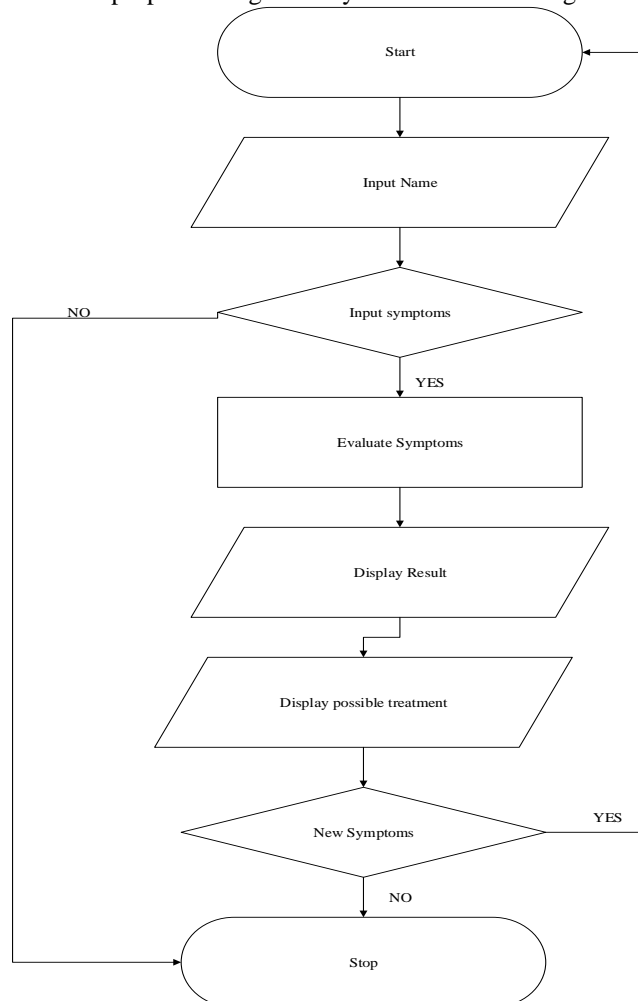 Start
Input Name
Input symptoms
NO
YES
Evaluate Symptoms
Display Result
Display possible treatment
New Symptoms
YES
NO
Stop